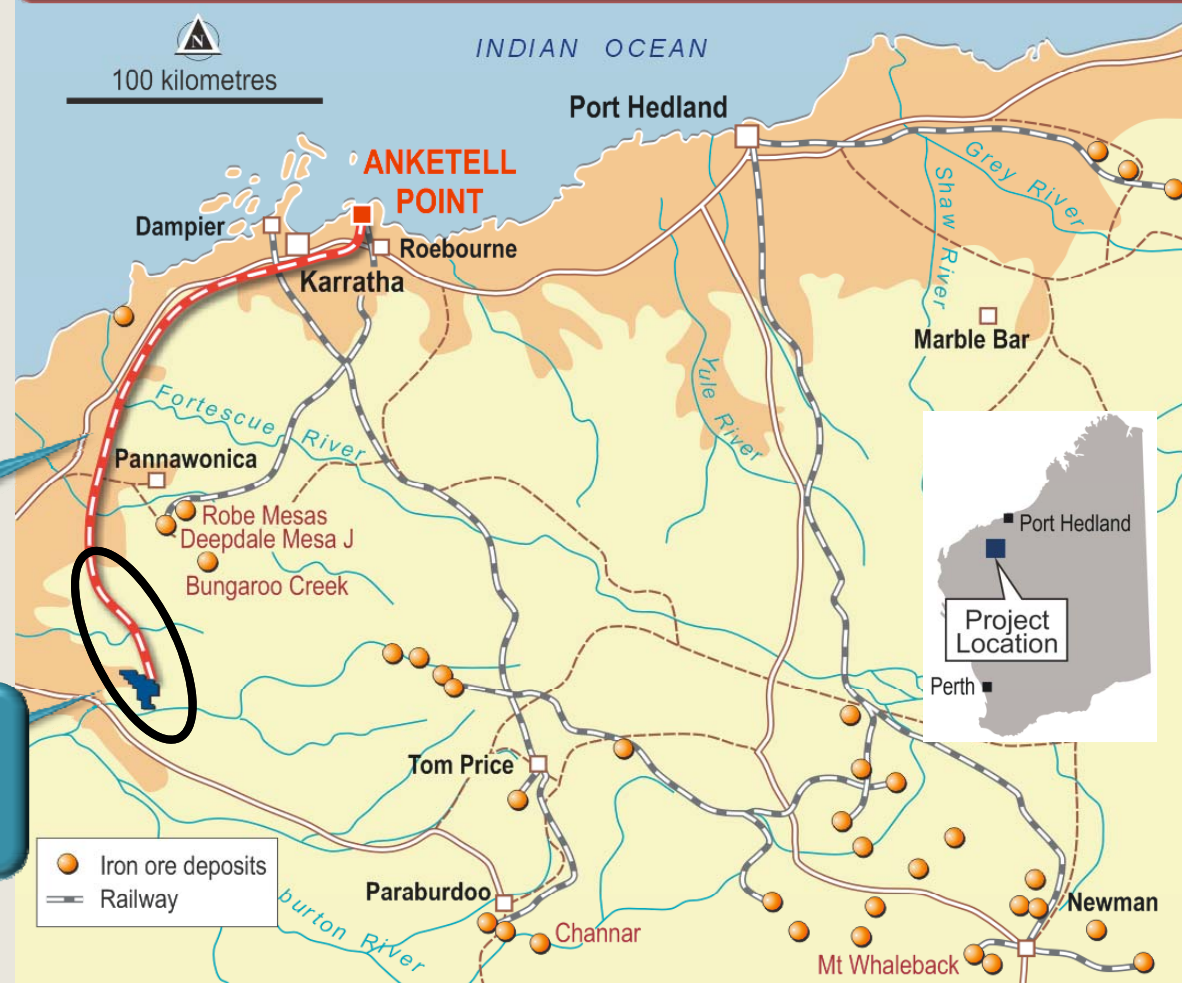 N
100 kilometres
INDIAN OCEAN
Port Hedland
ANKETELL
POINT
Dampier
Roebourne
Karratha
Grey River
Shaw River
Marble Bar
Yule River
Fortescue River
Pannawonica
Robe Mesas
Deepdale Mesa J
Bungaroo Creek
Port Hedland
Project
Location
Perth
Tom Price
Iron ore deposits
Railway
Paraburdoo
burton River
Channar
Newman
Mt Whaleback